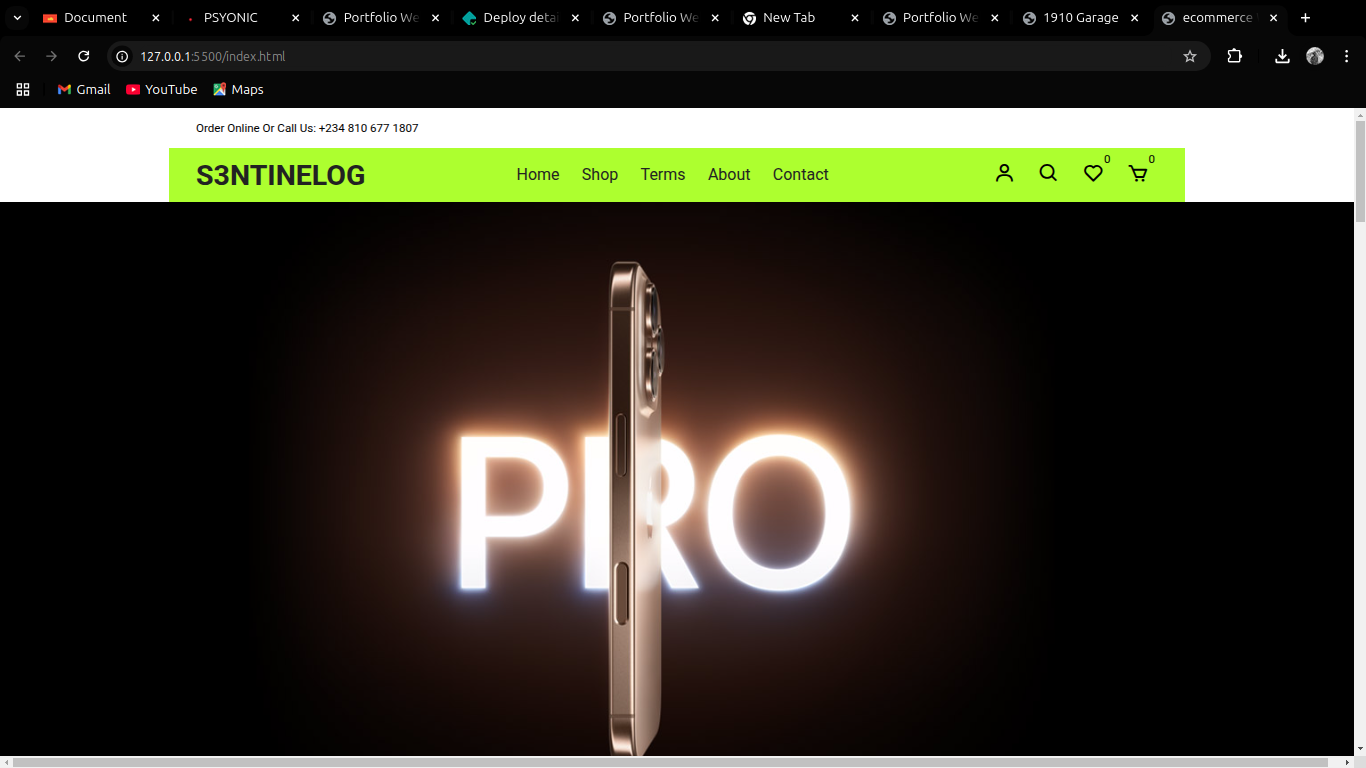 Document
PSYONIC
Portfolio We
Deploy detai
Portfolio We
New Tab
Portfolio We
1910 Garage
ecommerce
127.0.0.1:5500/index.html
Gmail
YouTube
Maps
Order Online Or Call Us: +234 810 677 1807
S3NTINELOG
Home
Shop
Terms
About
Contact
0
0
PRO